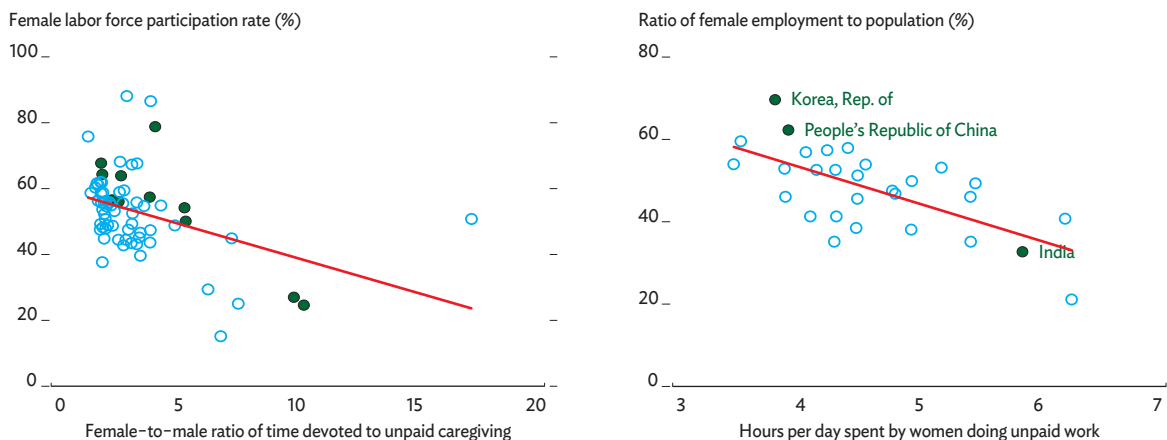 Female labor force participation rate (%)
100
80
60
40
20
0
0 5 10 15 20
Female-to-male ratio of time devoted to unpaid caregiving
Ratio of female employment to population (%)
80
60
40
20
0
Korea, Rep. of
People's Republic of China
India
3 4 5 6 7
Hours per day spent by women doing unpaid work